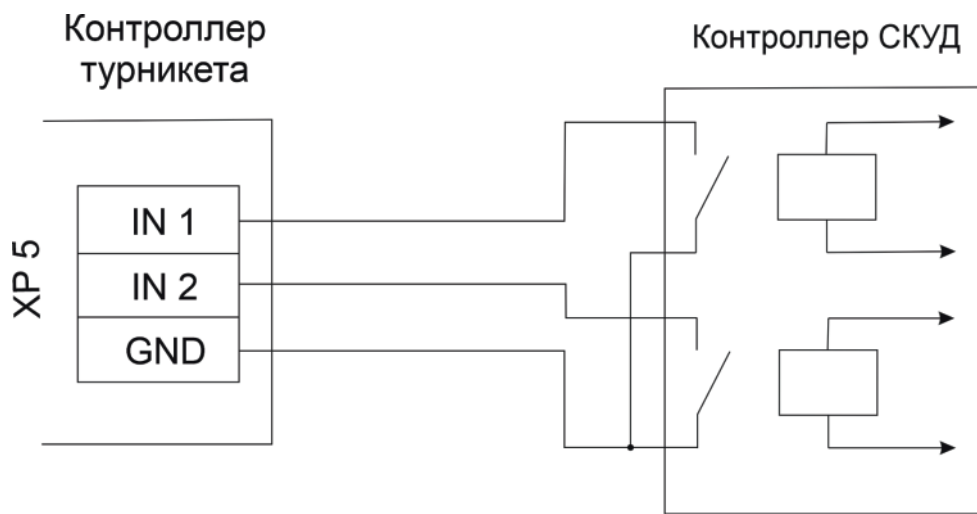 Контроллер
турникета
Контроллер СКУД
XP 5
IN 1
IN 2
GND